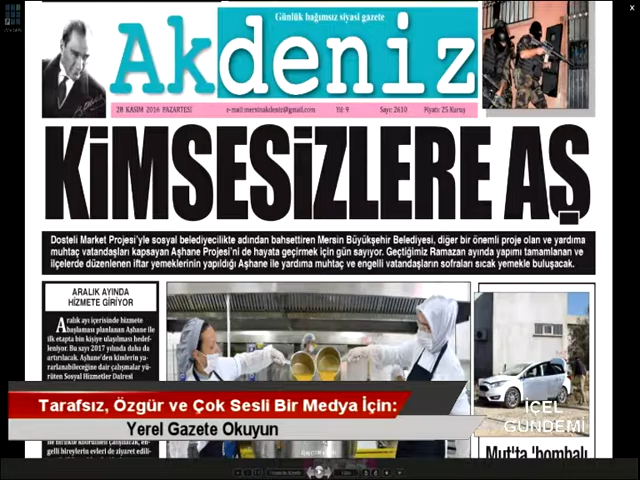 x
Günlük bağımsız siyasi gazete
Akdeniz
28 KASIM 2016 PAZARTESİ e-mail:mersinakdeniz@gmail.com Yıl: 9 Sayı: 2610 Fiyatı: 25 Kuruş
KİMSESİZLERE AŞ
Dosteli Market Projesi'yle sosyal belediyecilikte adından bahsettiren Mersin Büyükşehir Belediyesi, diğer bir önemli proje olan ve yardıma
muhtaç vatandaşları kapsayan Aşhane Projesi'ni de hayata geçirmek için gün sayıyor. Geçtiğimiz Ramazan ayında yapımı tamamlanan ve
ilçelerde düzenlenen iftar yemeklerinin yapıldığı Aşhane ile yardıma muhtaç ve engelli vatandaşların sofraları sıcak yemekle buluşacak.
ARALIK AYINDA
HİZMETE GİRİYOR
Aralık ayı içersinde hizmete
başlaması planlanan Aşhane ile
ilk etapta bin kişiye ulaşılması hedef-
leniyor. Bu sayı 2017 yılında daha da
artırılacak. Aşhane'den kimlerin ya-
rarlanabileceğine dair çalışmalar yü-
rüten Sosyal Hizmetler Dairesi
Tarafsız, Özgür ve Çok Sesli Bir Medya İçin:
Yerel Gazete Okuyun
İÇEL
GÜNDEMİ
Mut'ta 'bombalı